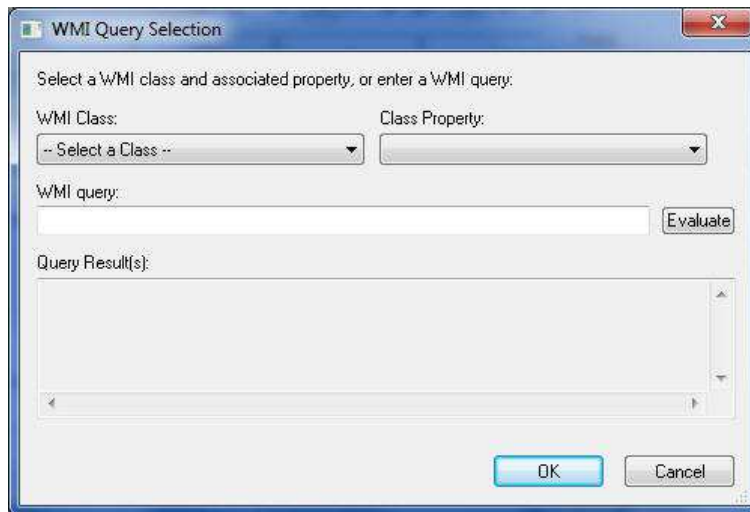 WMI Query Selection
Select a WMI class and associated property, or enter a WMI query:
WMI Class: Class Property:
-- Select a Class --
WMI query:
Evaluate
Query Result(s):
OK Cancel